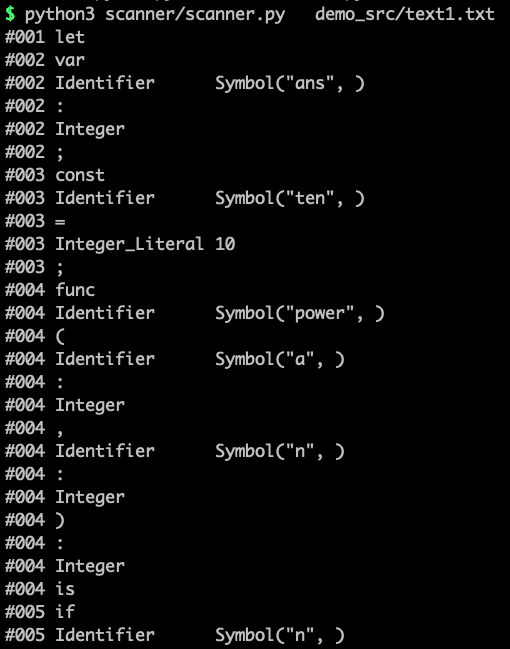 $ python3 scanner/scanner.py   demo_src/text1.txt
#001 let
#002 var
#002 Identifier      Symbol("ans", )
#002 :
#002 Integer
#002 ;
#003 const
#003 Identifier      Symbol("ten", )
#003 =
#003 Integer_Literal 10
#003 ;
#004 func
#004 Identifier      Symbol("power", )
#004 (
#004 Identifier      Symbol("a", )
#004 :
#004 Integer
#004 ,
#004 Identifier      Symbol("n", )
#004 :
#004 Integer
#004 )
#004 :
#004 Integer
#004 is
#005 if
#005 Identifier      Symbol("n", )